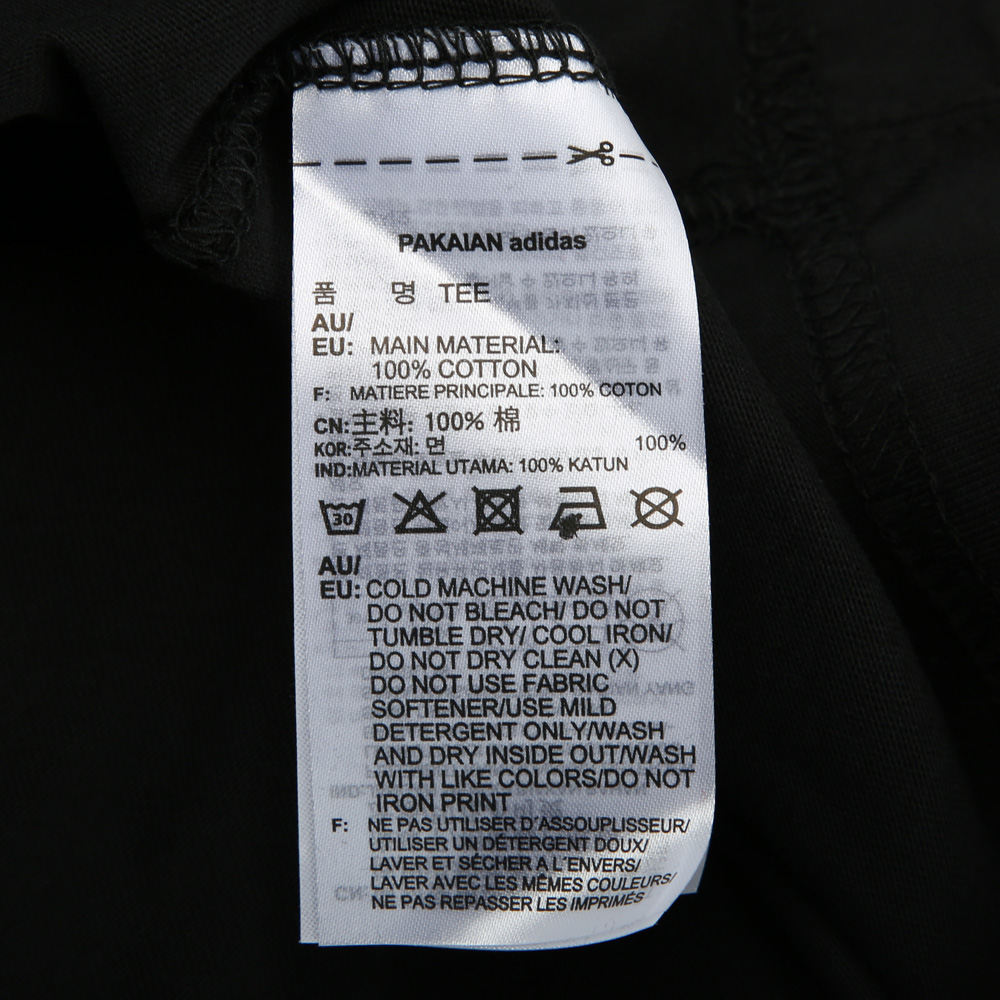 PAKAIAN adidas
품 명 TEE
AU/
EU: MAIN MATERIAL:
100% COTTON
F: MATIERE PRINCIPALE: 100% COTON
CN:主料: 100% 棉
KOR:주소재: 면 100%
IND:MATERIAL UTAMA: 100% KATUN
30
AU/
EU: COLD MACHINE WASH/
DO NOT BLEACH/ DO NOT
TUMBLE DRY/ COOL IRON/
DO NOT DRY CLEAN (X)
DO NOT USE FABRIC
SOFTENER/USE MILD
DETERGENT ONLY/WASH
AND DRY INSIDE OUT/WASH
WITH LIKE COLORS/DO NOT
IRON PRINT
F: NE PAS UTILISER D'ASSOUPLISSEUR/
UTILISER UN DÉTERGENT DOUX/
LAVER ET SÉCHER A L'ENVERS/
LAVER AVEC LES MÊMES COULEURS/
NE PAS REPASSER LES IMPRIMÉS